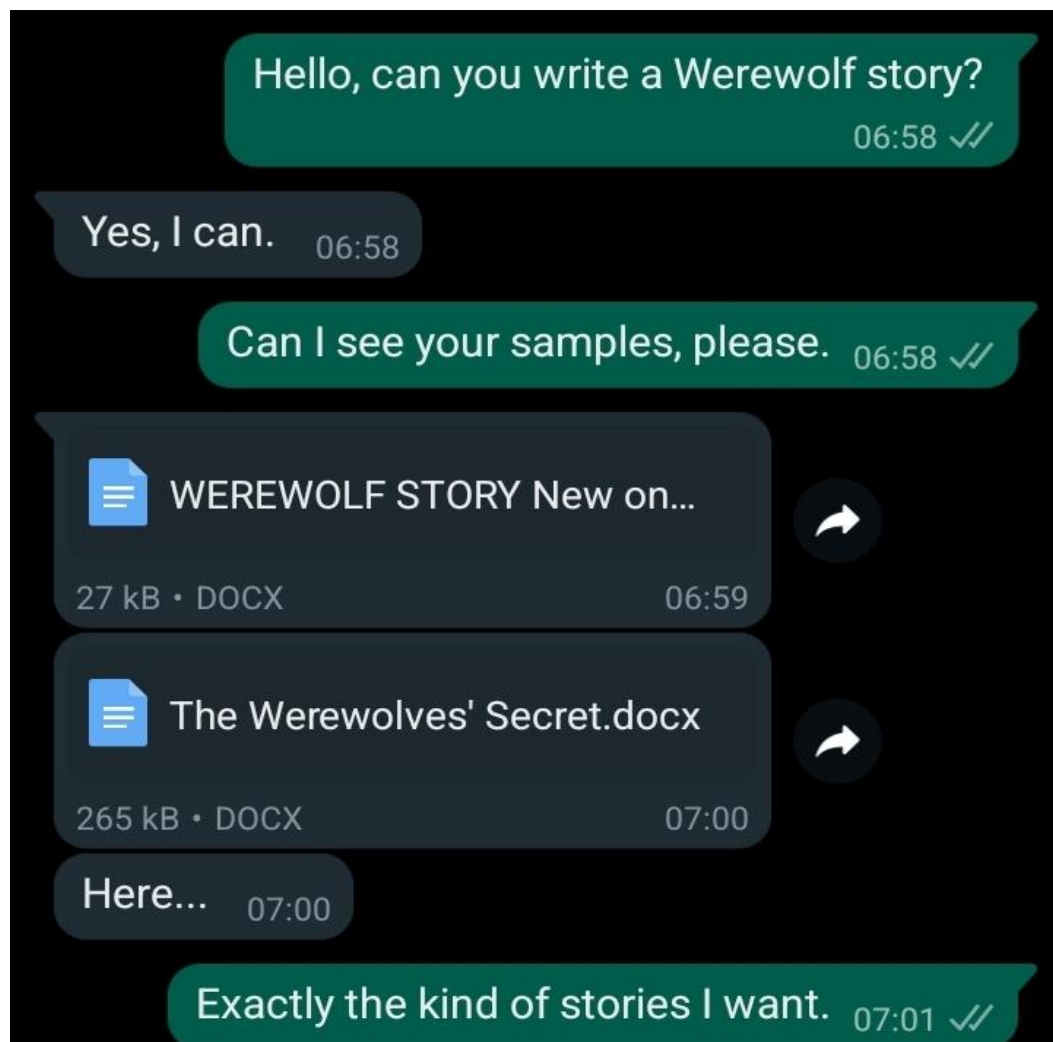 Hello, can you write a Werewolf story?
06:58
Yes, I can. 06:58
Can I see your samples, please. 06:58
WEREWOLF STORY New on...
27 kB • DOCX 06:59
The Werewolves' Secret.docx
265 kB • DOCX 07:00
Here... 07:00
Exactly the kind of stories I want. 07:01